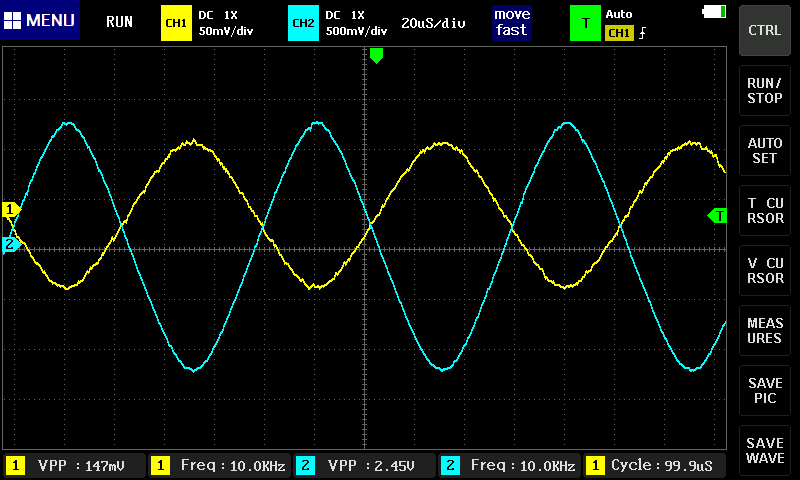 MENU
RUN
CH1
DC 1X
50mV/div
CH2
DC 1X
500mV/div
20uS/div
move
fast
T
Auto
CH1
CTRL
RUN/
STOP
AUTO
SET
T CU
RSOR
V CU
RSOR
MEAS
URES
SAVE
PIC
SAVE
WAVE
1
2
T
1 VPP : 147mV
1 Freq : 10.0KHz
2 VPP : 2.45V
2 Freq : 10.0KHz
1 Cycle : 99.9uS